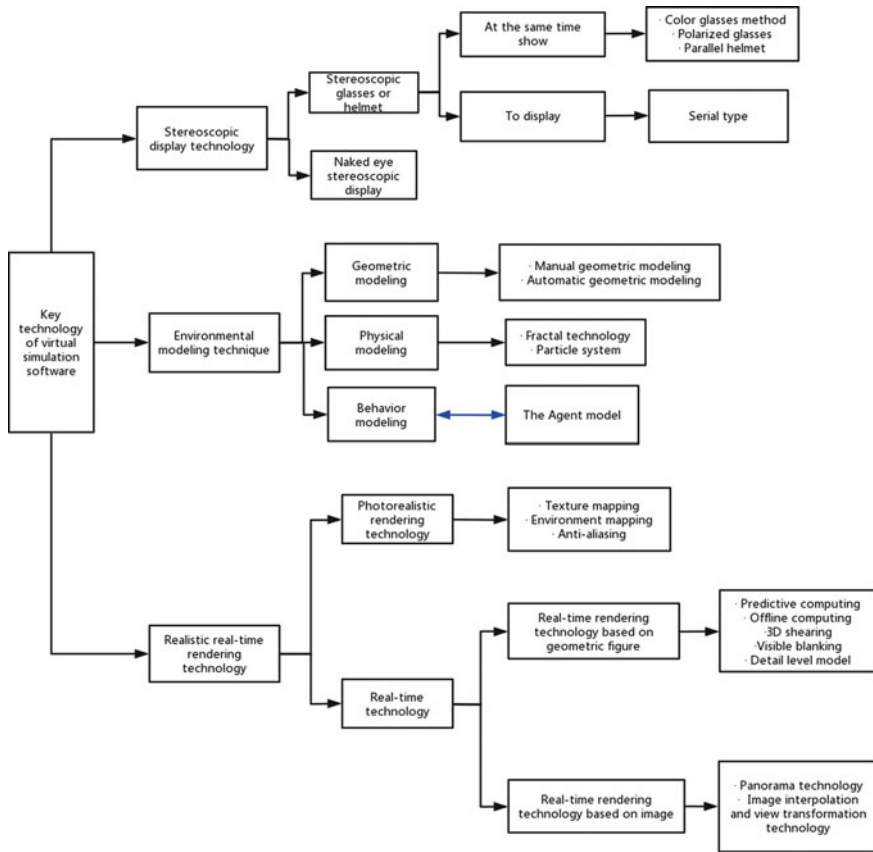 Key
technology
of virtual
simulation
software
Stereoscopic
display technology
Stereoscopic
glasses or
helmet
At the same time
show
· Color glasses method
· Polarized glasses
· Parallel helmet
To display
Serial type
Naked eye
stereoscopic
display
Environmental
modeling technique
Geometric
modeling
· Manual geometric modeling
· Automatic geometric modeling
Physical
modeling
· Fractal technology
· Particle system
Behavior
modeling
The Agent model
Realistic real-time
rendering
technology
Photorealistic
rendering
technology
· Texture mapping
· Environment mapping
· Anti-aliasing
Real-time
technology
Real-time rendering
technology based on
geometric figure
· Predictive computing
· Offline computing
·3D shearing
·Visible blanking
· Detail level model
Real-time rendering
technology based on image
· Panorama technology
· Image interpolation
and view transformation
technology